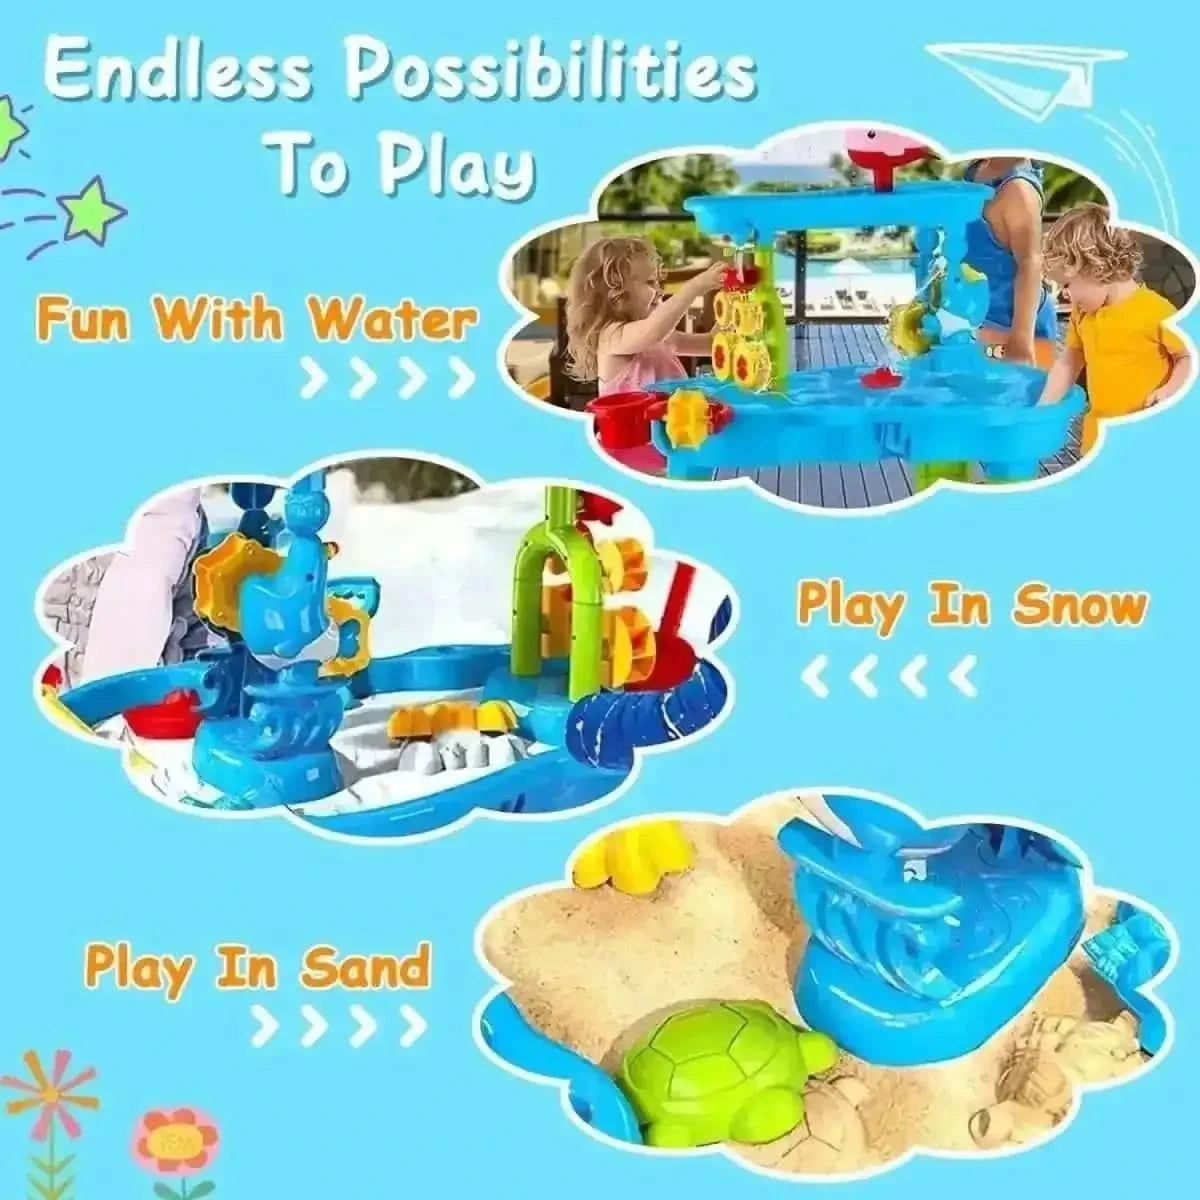 Endless Possibilities
To Play
Fun With Water
Play In Snow
Play In Sand